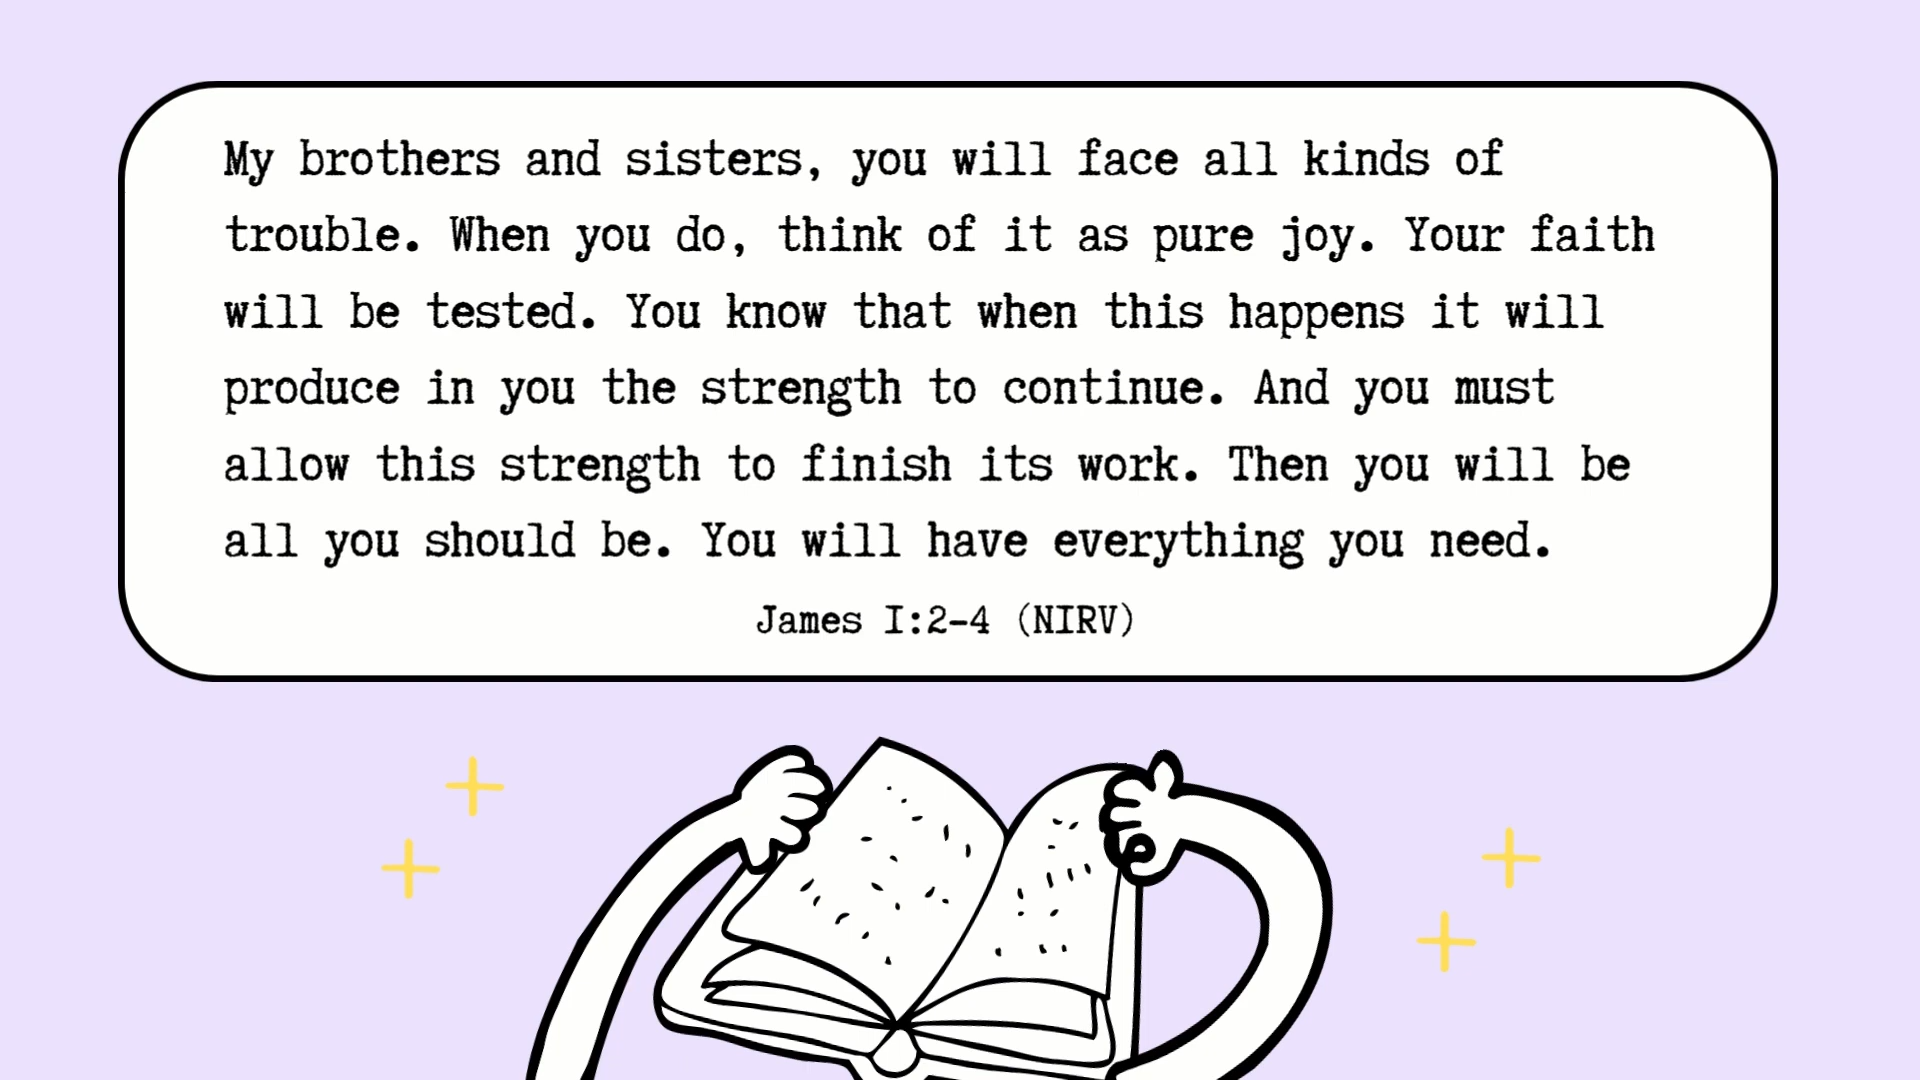 My brothers and sisters, you will face all kinds of
trouble. When you do, think of it as pure joy. Your faith
will be tested. You know that when this happens it will
produce in you the strength to continue. And you must
allow this strength to finish its work. Then you will be
all you should be. You will have everything you need.
James I:2-4 (NIRV)